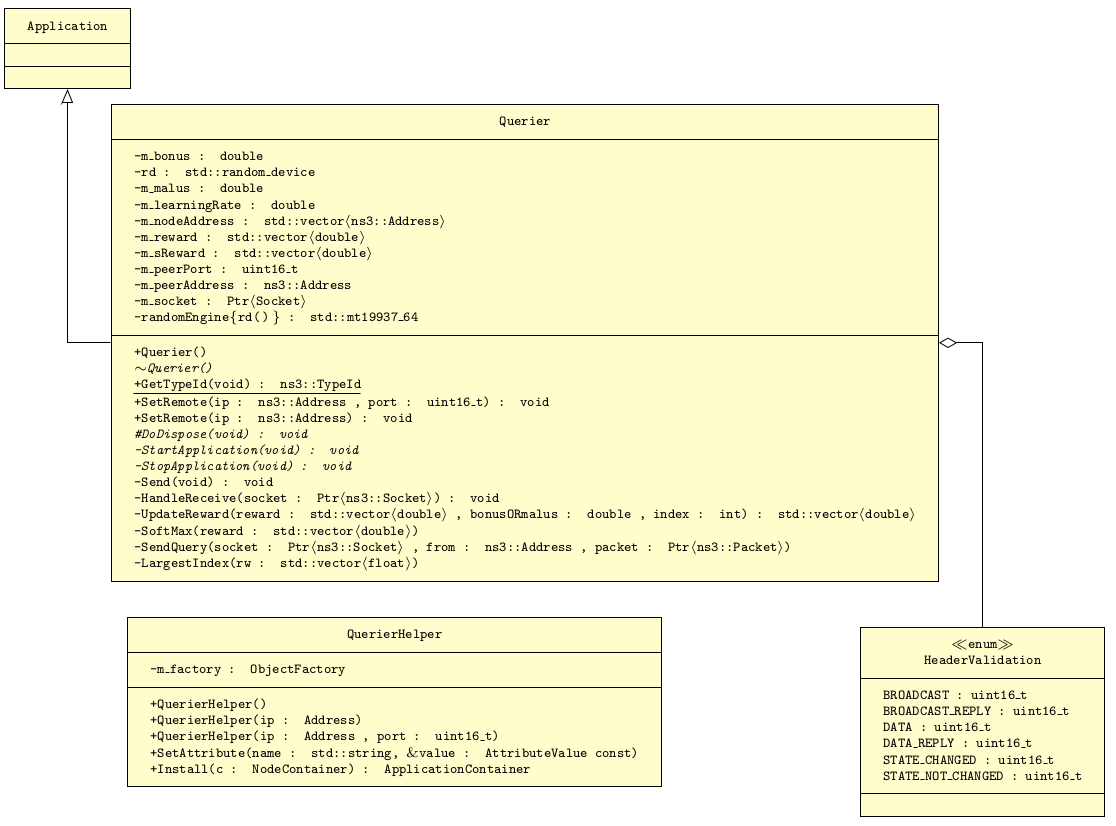 Application
Querier
-m_bonus : double
-rd : std::random_device
-m_malus : double
-m_learningRate : double
-m_nodeAddress : std::vector⟨ns3::Address⟩
-m_reward : std::vector⟨double⟩
-m_sReward : std::vector⟨double⟩
-m_peerPort : uint16_t
-m_peerAddress : ns3::Address
-m_socket : Ptr⟨Socket⟩
-randomEngine{rd() } : std::mt19937_64
+Querier()
∼Querier()
+GetTypeId(void) : ns3::TypeId
+SetRemote(ip : ns3::Address , port : uint16_t) : void
+SetRemote(ip : ns3::Address) : void
#DoDispose(void) : void
-StartApplication(void) : void
-StopApplication(void) : void
-Send(void) : void
-HandleReceive(socket : Ptr⟨ns3::Socket⟩) : void
-UpdateReward(reward : std::vector⟨double⟩ , bonusORmalus : double , index : int) : std::vector⟨double⟩
-SoftMax(reward : std::vector⟨double⟩)
-SendQuery(socket : Ptr⟨ns3::Socket⟩ , from : ns3::Address , packet : Ptr⟨ns3::Packet⟩)
-LargestIndex(rw : std::vector⟨float⟩)
QuerierHelper
-m_factory : ObjectFactory
+QuerierHelper()
+QuerierHelper(ip : Address)
+QuerierHelper(ip : Address , port : uint16_t)
+SetAttribute(name : std::string, &value : AttributeValue const)
+Install(c : NodeContainer) : ApplicationContainer
≪enum≫
HeaderValidation
BROADCAST : uint16_t
BROADCAST_REPLY : uint16_t
DATA : uint16_t
DATA_REPLY : uint16_t
STATE_CHANGED : uint16_t
STATE_NOT_CHANGED : uint16_t